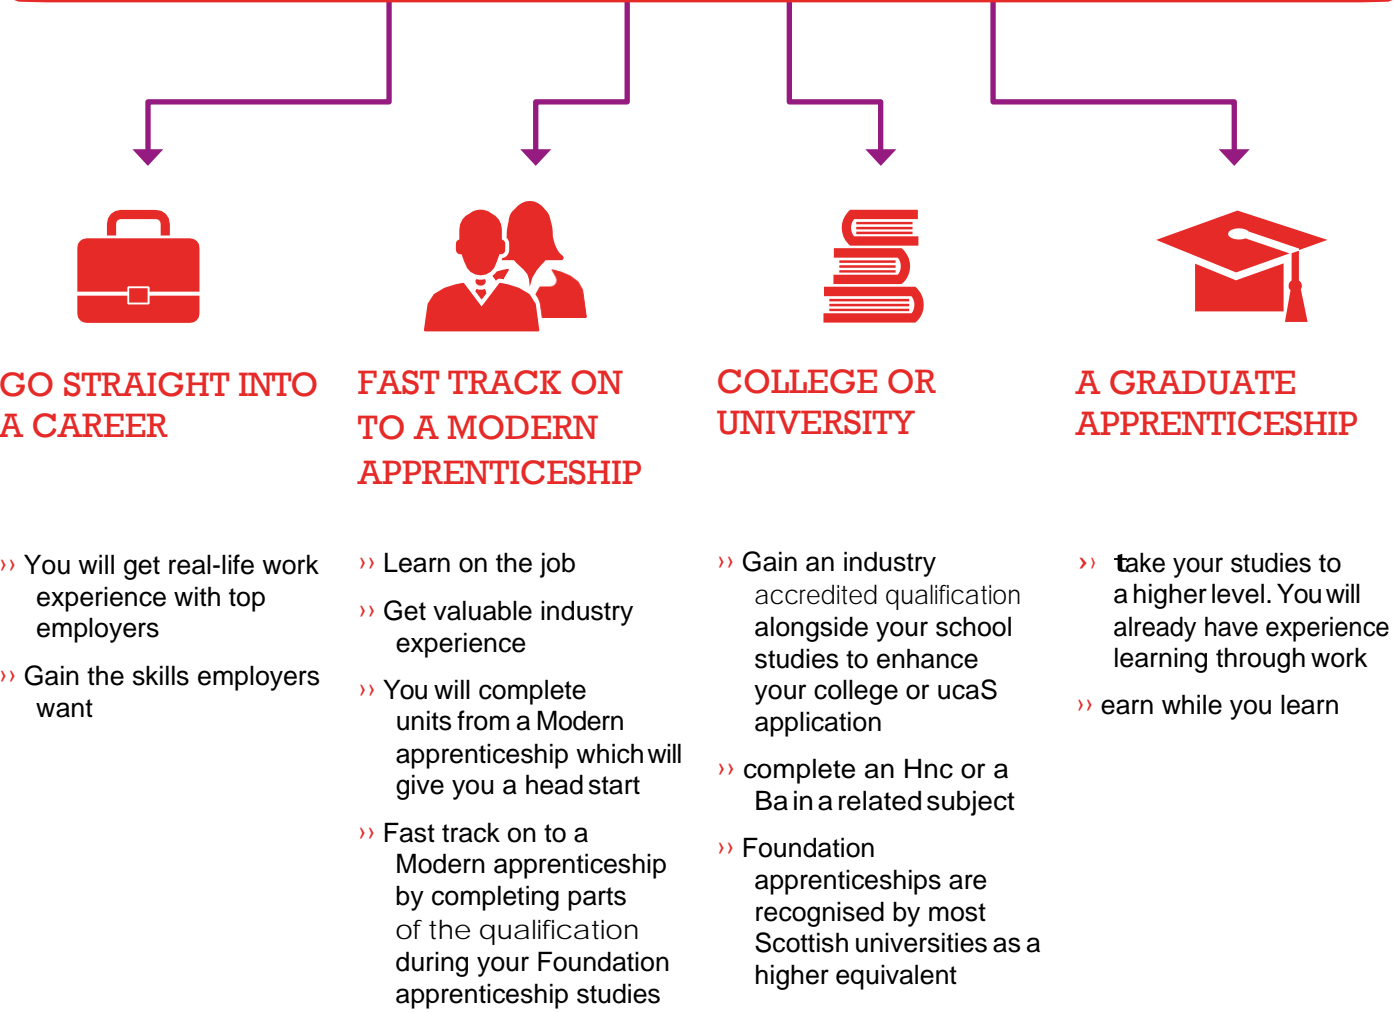 GO STRAIGHT INTO
A CAREER
›› You will get real-life work
experience with top
employers
›› Gain the skills employers
want
FAST TRACK ON
TO A MODERN
APPRENTICESHIP
›› Learn on the job
›› Get valuable industry
experience
›› You will complete
units from a Modern
apprenticeship which will
give you a head start
›› Fast track on to a
Modern apprenticeship
by completing parts
of the qualification
during your Foundation
apprenticeship studies
COLLEGE OR
UNIVERSITY
›› Gain an industry
accredited qualification
alongside your school
studies to enhance
your college or ucaS
application
›› complete an Hnc or a
Ba in a related subject
›› Foundation
apprenticeships are
recognised by most
Scottish universities as a
higher equivalent
A GRADUATE
APPRENTICESHIP
›› take your studies to
a higher level. You will
already have experience
learning through work
›› earn while you learn